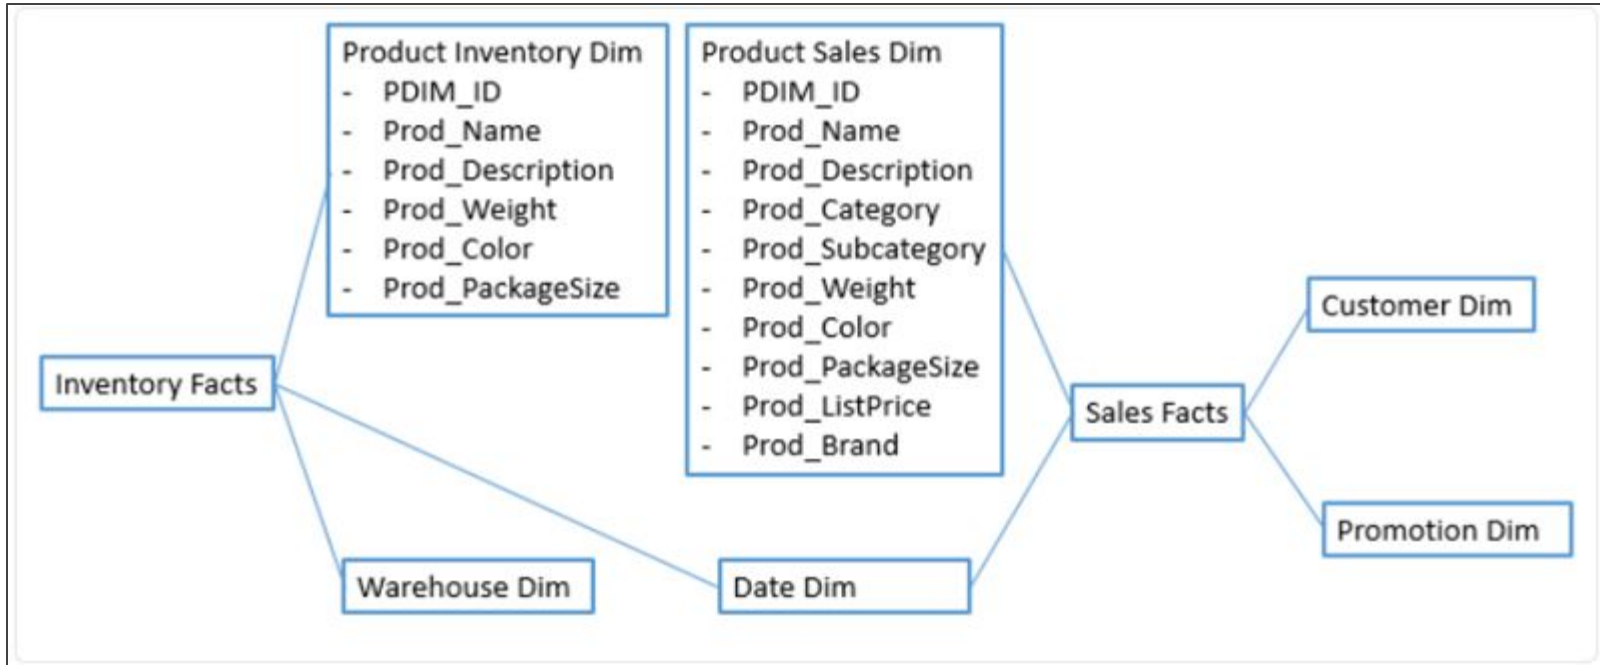 Product Inventory Dim
- PDIM_ID
- Prod_Name
- Prod_Description
- Prod_Weight
- Prod_Color
- Prod_PackageSize
Product Sales Dim
- PDIM_ID
- Prod_Name
- Prod_Description
- Prod_Category
- Prod_Subcategory
- Prod_Weight
- Prod_Color
- Prod_PackageSize
- Prod_ListPrice
- Prod_Brand
Customer Dim
Inventory Facts
Sales Facts
Promotion Dim
Warehouse Dim
Date Dim